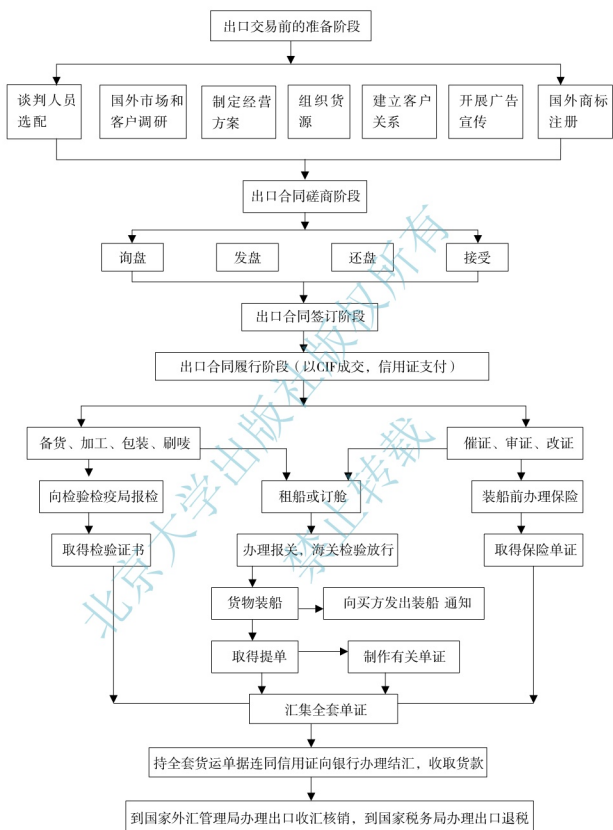 出口交易前的准备阶段
谈判人员
选配
国外市场和
客户调研
制定经营
方案
组织货
源
建立客户
关系
开展广告
宣传
国外商标
注册
出口合同磋商阶段
询盘
发盘
还盘
接受
出口合同签订阶段
出口合同履行阶段（以CIF成交，信用证支付）
备货、加工、包装、刷唛
催证、审证、改证
向检验检疫局报检
租船或订舱
装船前办理保险
取得检验证书
办理报关，海关检验放行
取得保险单证
货物装船
向买方发出装船 通知
取得提单
制作有关单证
汇集全套单证
持全套货运单据连同信用证向银行办理结汇，收取货款
到国家外汇管理局办理出口收汇核销，到国家税务局办理出口退税
北京大学出版社版权所有
禁止转载